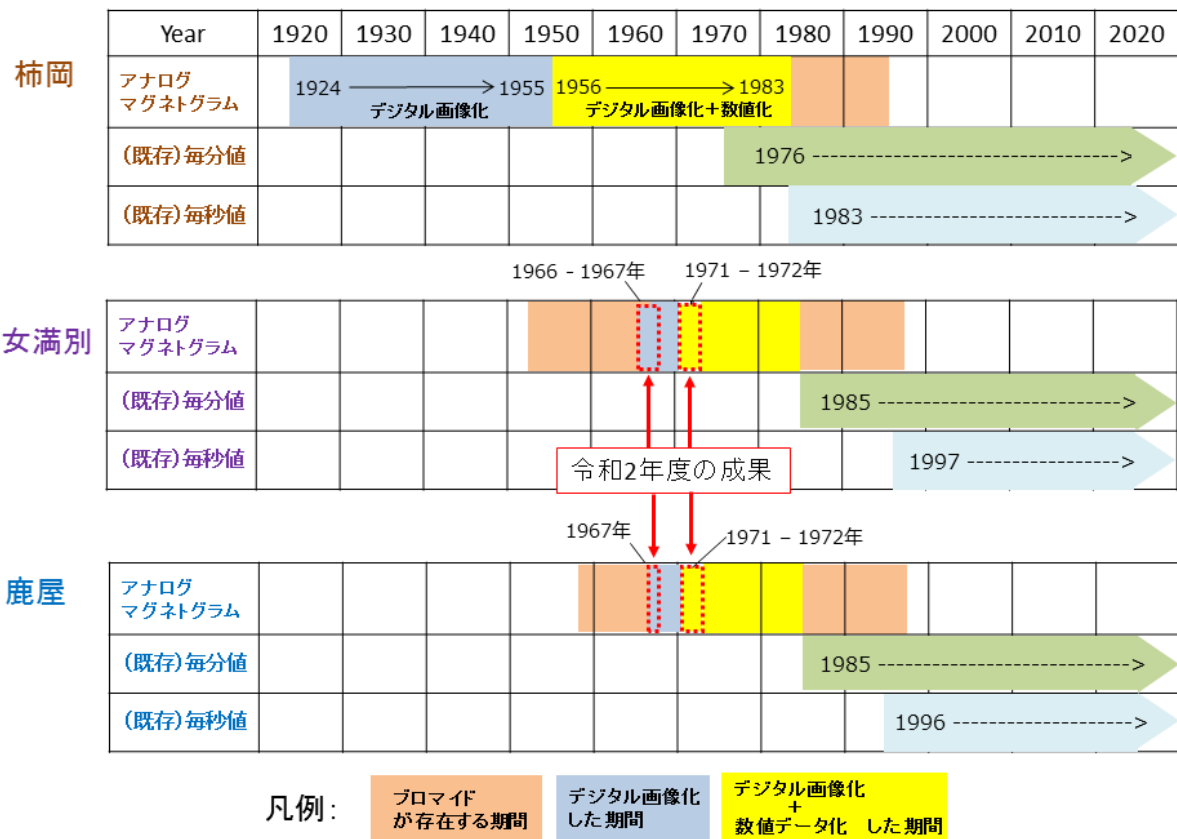 Year 1920 1930 1940 1950 1960 1970 1980 1990 2000 2010 2020
柿岡
アナログ
マグネトグラム
1924 → 1955 1956 → 1983
デジタル画像化 デジタル画像化＋数値化
(既存)毎分値 1976 ----------------------------------->
(既存)毎秒値 1983 ----------------------------->
1966 - 1967年 1971 – 1972年
女満別
アナログ
マグネトグラム
(既存)毎分値 1985 ---------------------------->
(既存)毎秒値 1997 ------------------->
令和2年度の成果
1967年 1971 – 1972年
鹿屋
アナログ
マグネトグラム
(既存)毎分値 1985 ----------------------------->
(既存)毎秒値 1996 --------------------->
凡例：
ブロマイド
が存在する期間
デジタル画像化
した期間
デジタル画像化
＋
数値データ化 した期間